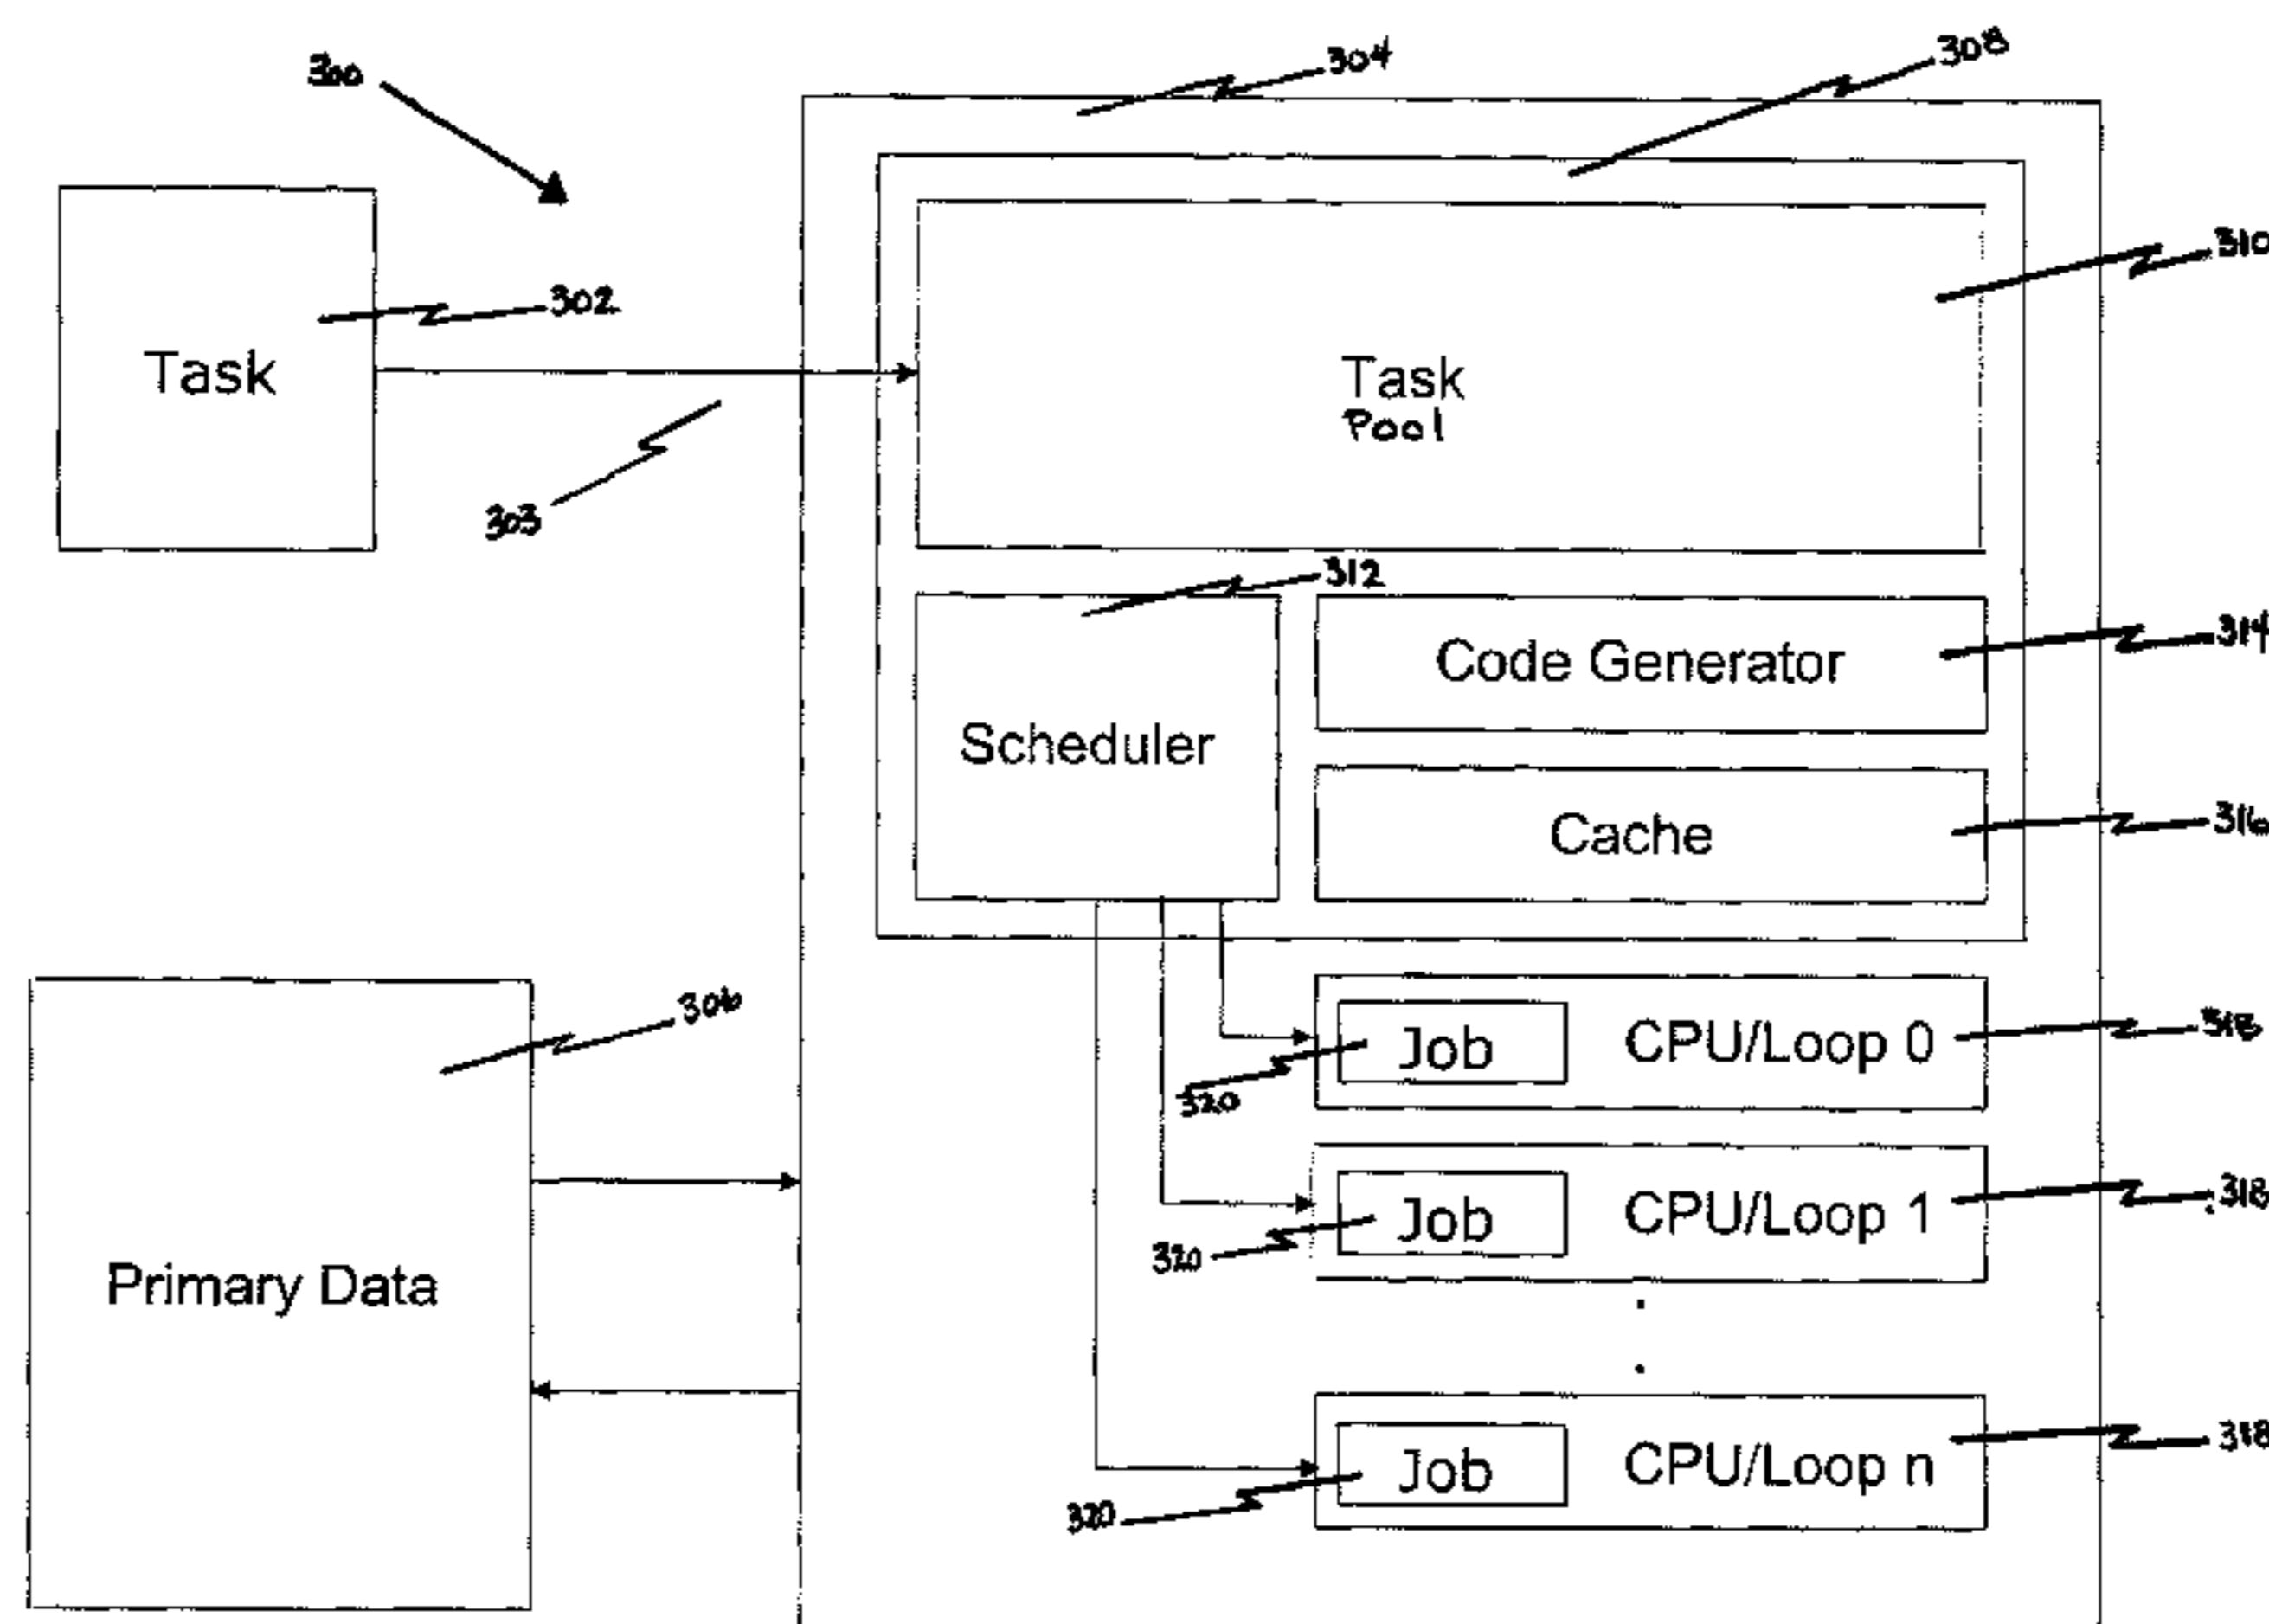 300
304
308
310
302
Task
Task
Pool
303
312
314
Code Generator
Scheduler
316
Cache
306
318
Job
CPU/Loop 0
320
318
Job
CPU/Loop 1
320
.
.
Primary Data
318
Job
CPU/Loop n
320